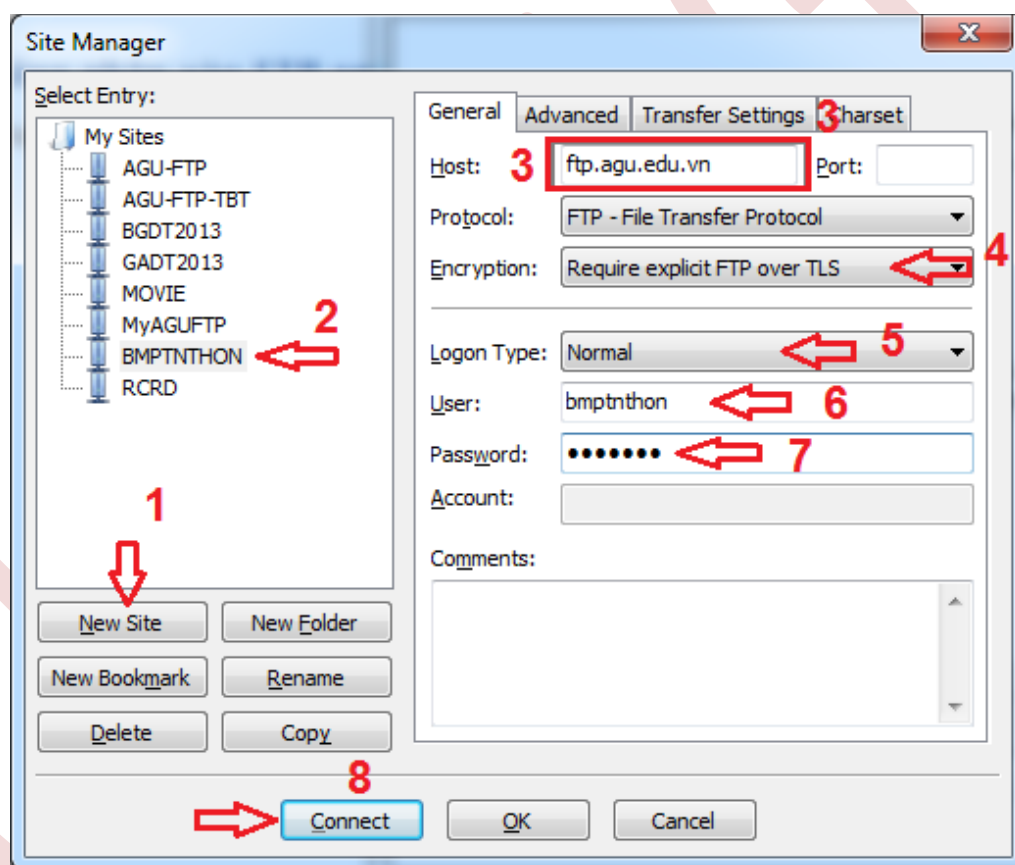 Site Manager
x
Select Entry:
My Sites
AGU-FTP
AGU-FTP-TBT
BGDT2013
GADT2013
MOVIE
MyAGUFTP
2
BMPTNTHON
RCRD
1
New Site
New Folder
New Bookmark
Rename
Delete
Copy
General Advanced Transfer Settings Charset
3
Host: 3 ftp.agu.edu.vn Port:
Protocol: FTP - File Transfer Protocol
Encryption: Require explicit FTP over TLS 4
Logon Type: Normal 5
User: bmptnthon 6
Password: ••••••• 7
Account:
Comments:
8
Connect OK Cancel